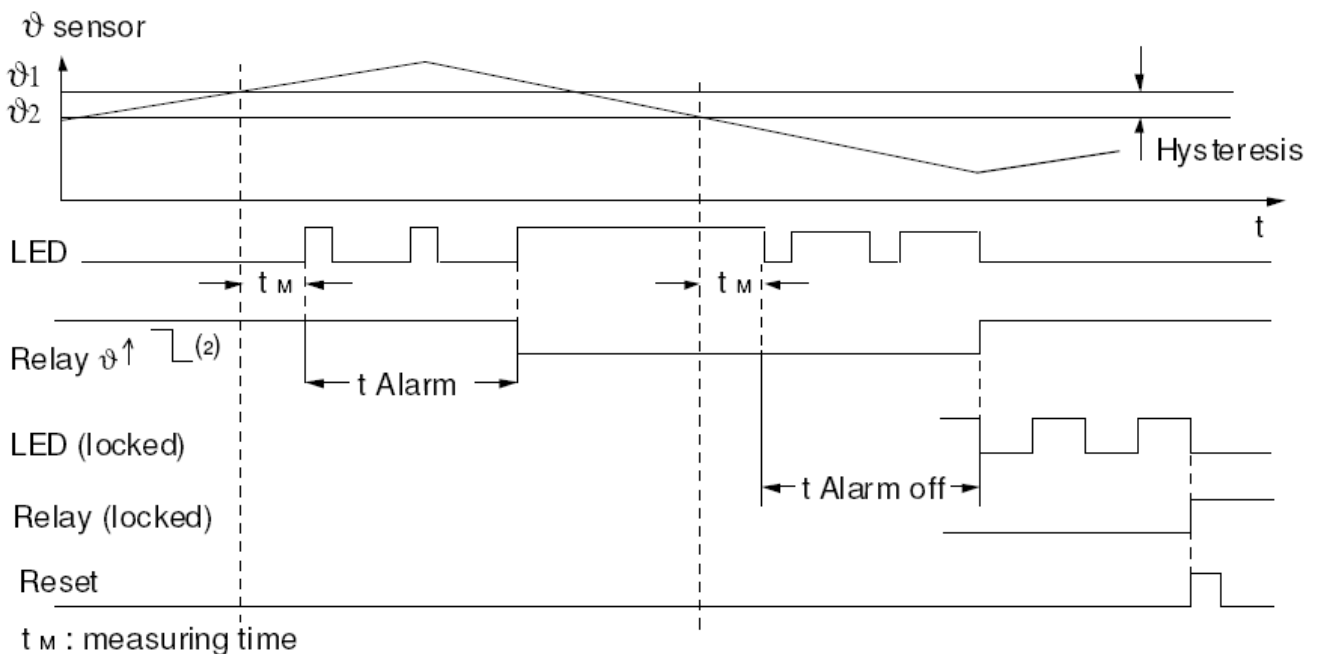 ϑ sensor
ϑ1
ϑ2
Hysteresis
t
LED
t M
t M
Relay ϑ↑ (2)
t Alarm
LED (locked)
t Alarm off
Relay (locked)
Reset
t M : measuring time